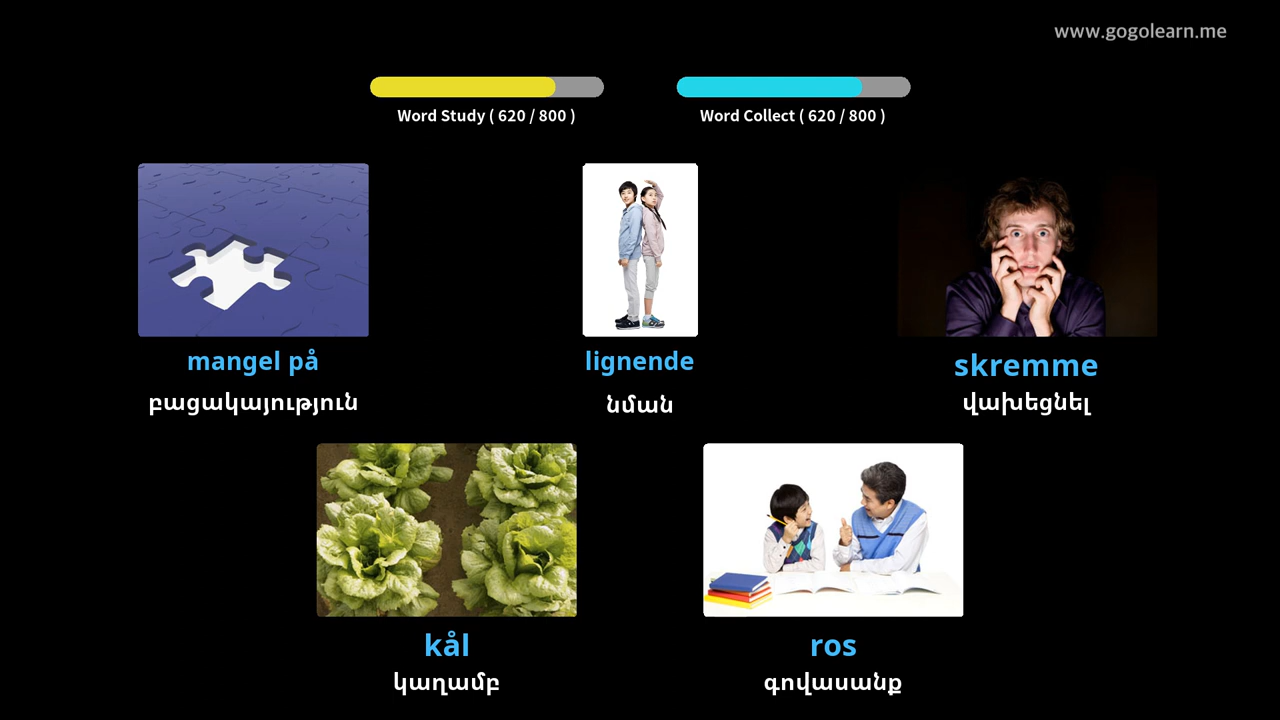 www.gogolearn.me
Word Study ( 620 / 800 )
Word Collect ( 620 / 800 )
mangel på
բացակայություն
lignende
նման
skremme
վախեցնել
kål
կաղամբ
ros
գովասանք